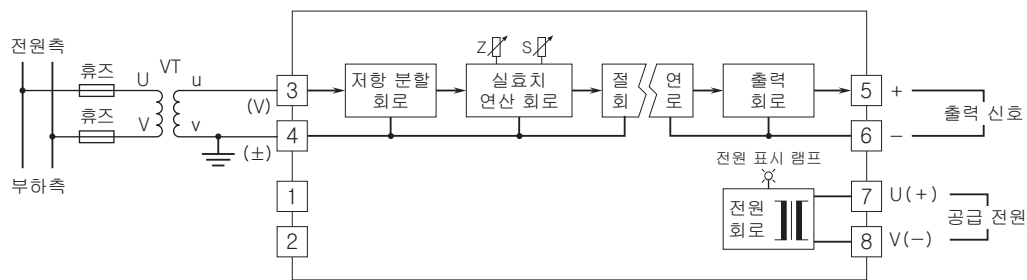 전원측
휴즈
U
VT
u
V
v
휴즈
부하측
(V)
(±)
3
4
1
2
저항 분할
회로
Z
S
실효치
연산 회로
절 연
회 로
출력
회로
5
+
6
−
출력 신호
전원 표시 램프
전원
회로
7
U(+)
8
V(−)
공급 전원